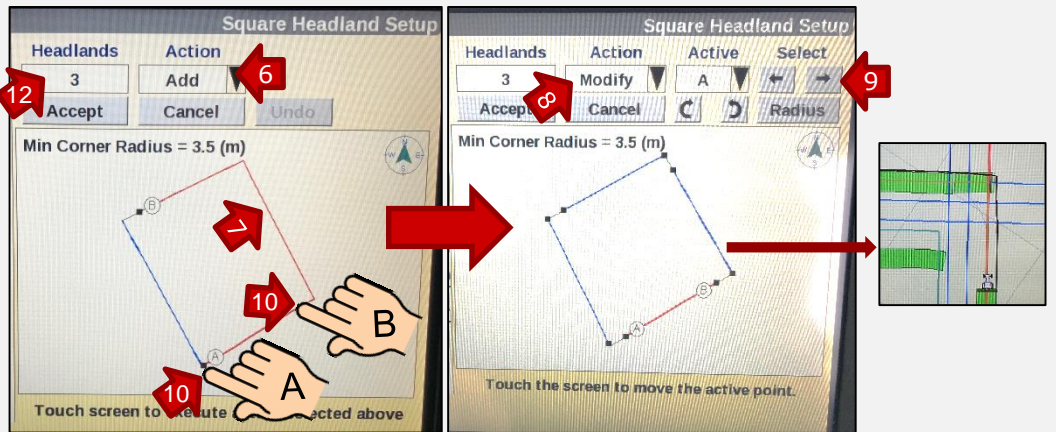 Square Headland Setup
Headlands Action
3 Add
6
12
Accept Cancel Undo
Min Corner Radius = 3.5 (m)
N
W E
S
B
7
10
B
A
A
10
Touch screen to selected above
Square Headland Setup
Headlands Action Active Select
3 Modify A ← →
8
9
Accept Cancel Radius
Min Corner Radius = 3.5 (m)
W E
S
B
A
Touch the screen to move the active point.